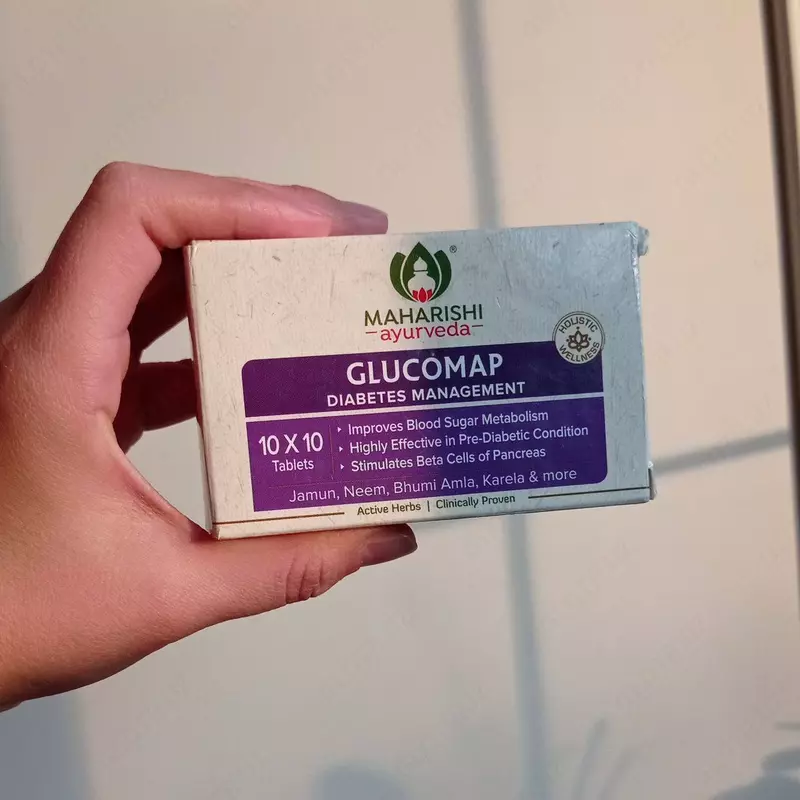 ®
MAHARISHI
ayurveda
HOLISTIC
WELLNESS
GLUCOMAP
DIABETES MANAGEMENT
10 X 10
Tablets
‣ Improves Blood Sugar Metabolism
‣ Highly Effective in Pre-Diabetic Condition
‣ Stimulates Beta Cells of Pancreas
Jamun, Neem, Bhumi Amla, Karela & more
Active Herbs | Clinically Proven